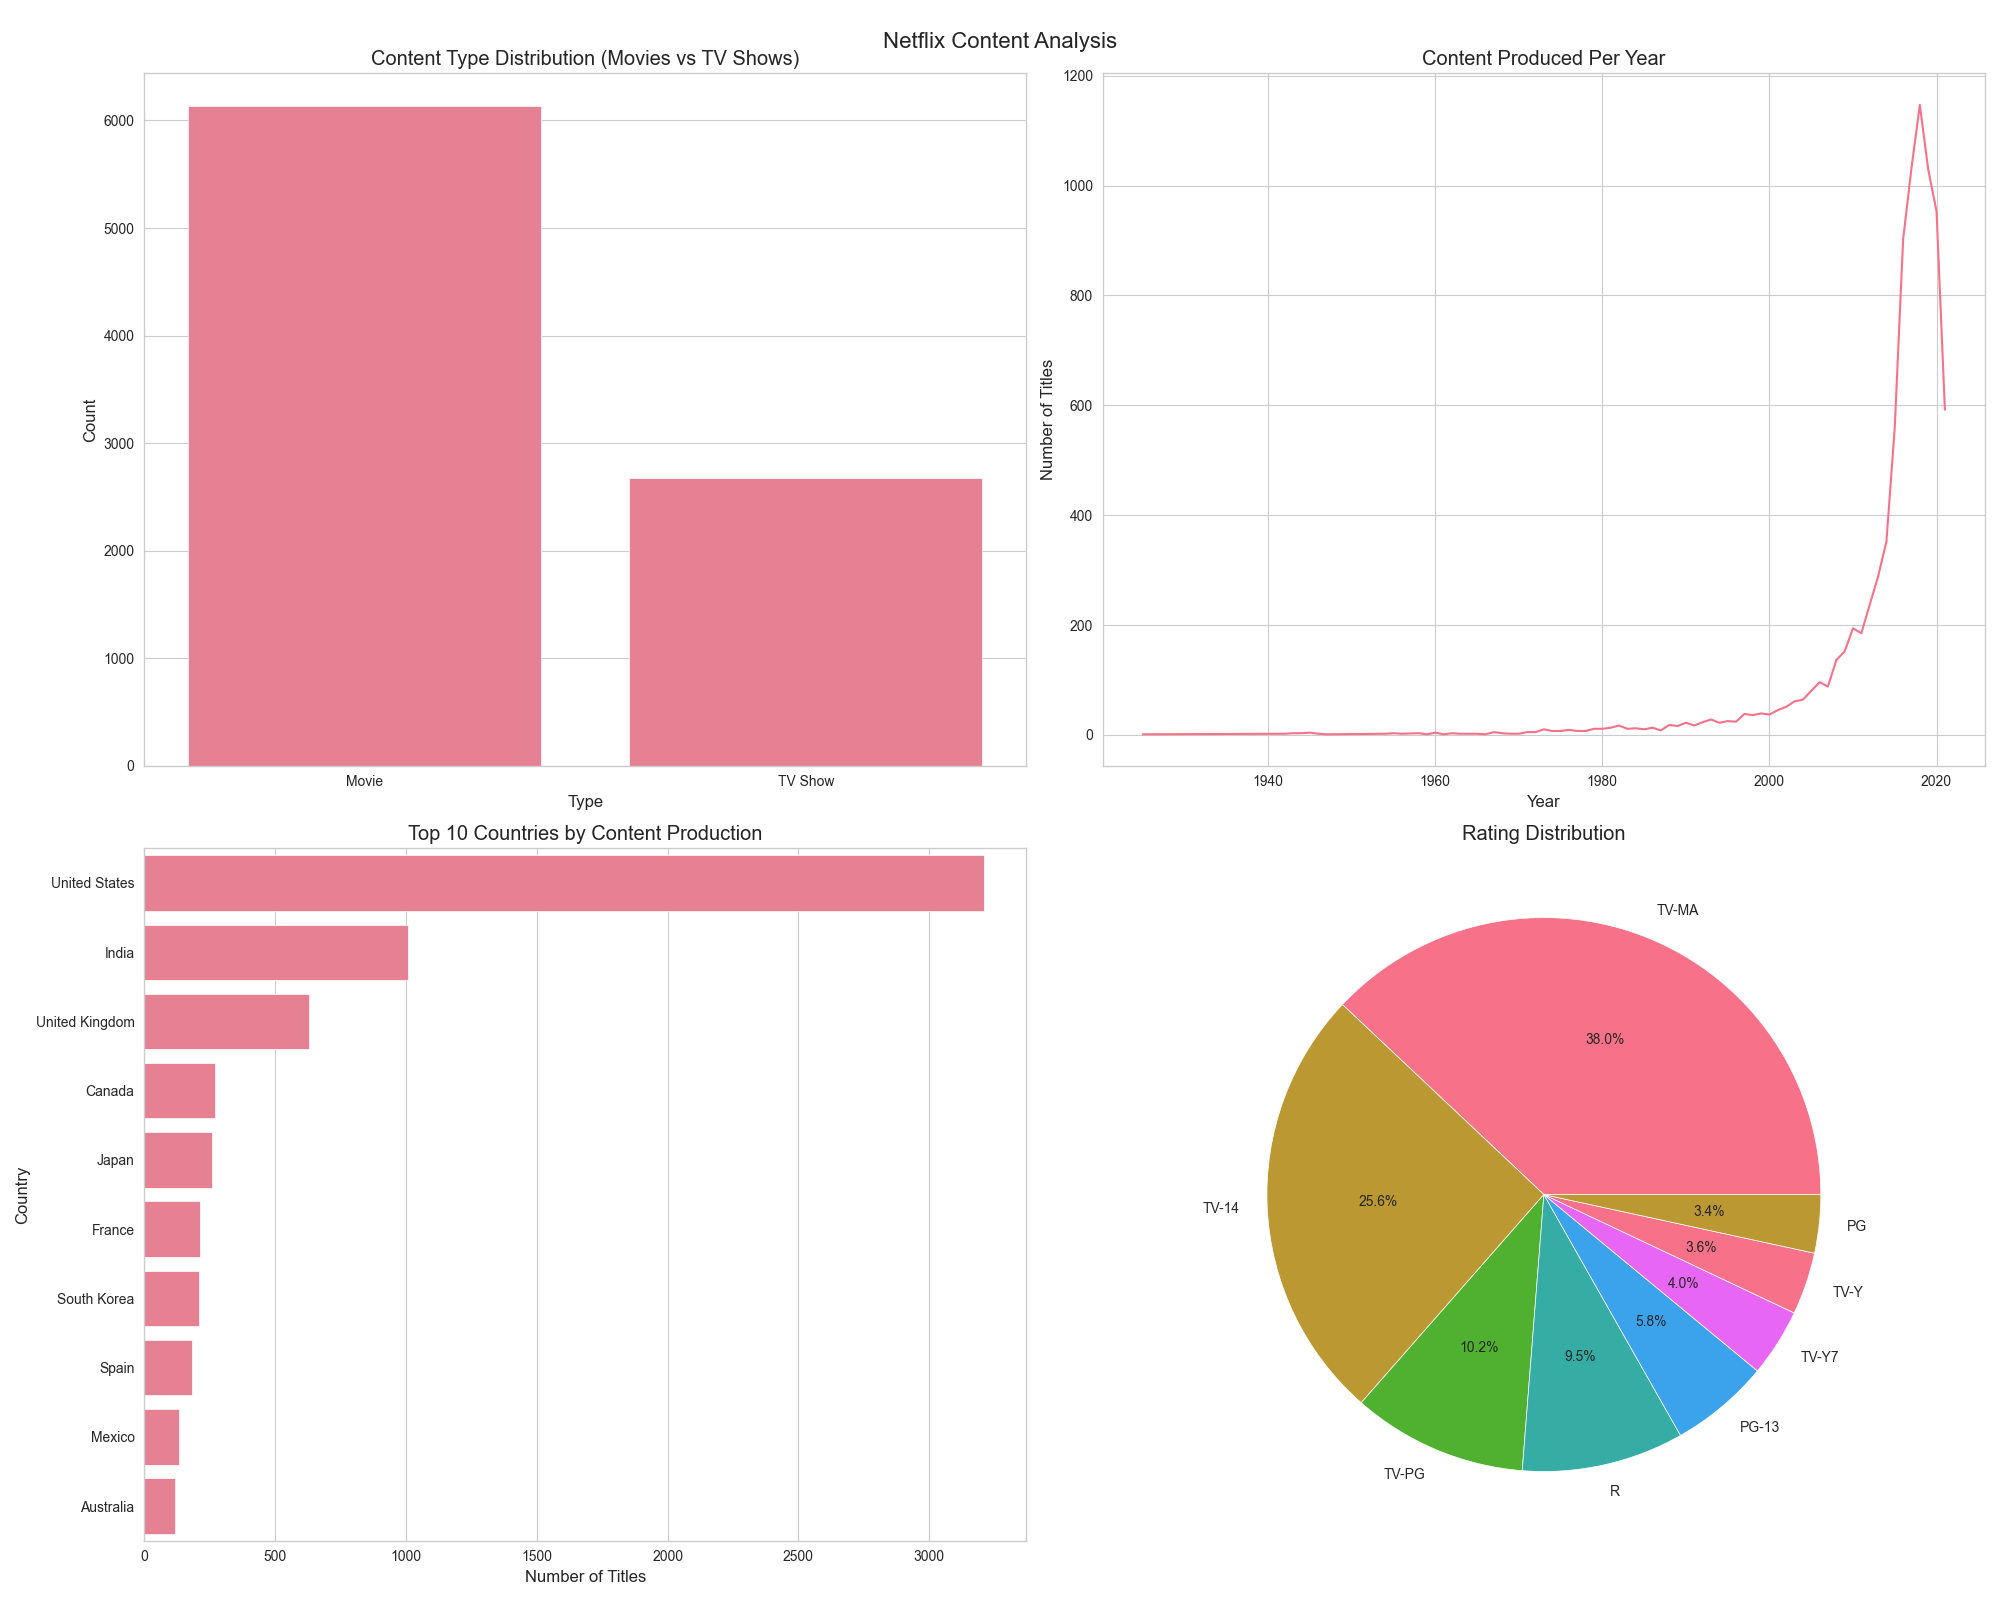 Netflix Content Analysis
Content Type Distribution (Movies vs TV Shows)
Count
6000
5000
4000
3000
2000
1000
0
Movie
TV Show
Type
Content Produced Per Year
Number of Titles
1200
1000
800
600
400
200
0
1940
1960
1980
2000
2020
Year
Top 10 Countries by Content Production
Country
United States
India
United Kingdom
Canada
Japan
France
South Korea
Spain
Mexico
Australia
0
500
1000
1500
2000
2500
3000
Number of Titles
Rating Distribution
TV-MA
38.0%
TV-14
25.6%
TV-PG
10.2%
R
9.5%
PG-13
5.8%
TV-Y7
4.0%
TV-Y
3.6%
PG
3.4%